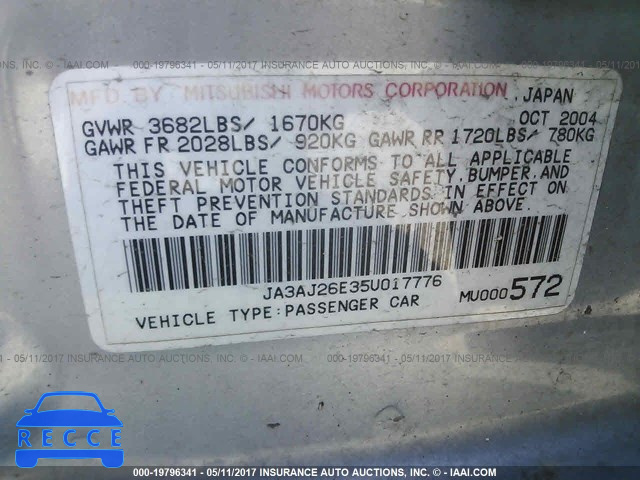 000-19796341 - 05/11/2017 INSURANCE AUTO AUCTIONS (C) - IAAI.COM
MFD BY MITSUBISHI MOTORS CORPORATION, JAPAN
GVWR 3682LBS/ 1670KG OCT 2004
GAWR FR 2028LBS/ 920KG GAWR RR 1720LBS/ 780KG
THIS VEHICLE CONFORMS TO ALL APPLICABLE
FEDERAL MOTOR VEHICLE SAFETY, BUMPER, AND
THEFT PREVENTION STANDARDS IN EFFECT ON
THE DATE OF MANUFACTURE SHOWN ABOVE.
JA3AJ26E35U017776
MU000572
VEHICLE TYPE: PASSENGER CAR
RECCE
000-19796341 - 05/11/2017 INSURANCE AUTO AUCTIONS (C) - IAAI.COM